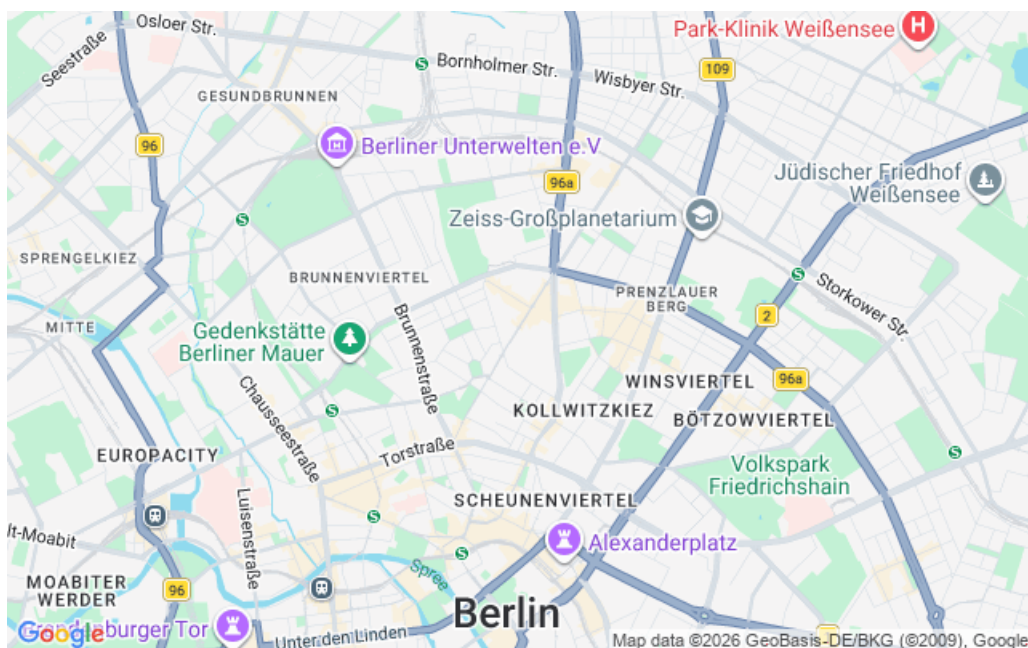 Osloer Str.
Park-Klinik Weißensee
H
Seestraße
S
Bornholmer Str.
Wisbyer Str.
109
GESUNDBRUNNEN
96
Berliner Unterwelten e.V
96a
Jüdischer Friedhof
Weißensee
Zeiss-Großplanetarium
S
SPRENGELKIEZ
BRUNNENVIERTEL
S
Storkower Str.
PRENZLAUER
BERG
MITTE
Gedenkstätte
Berliner Mauer
Brunnenstraße
2
WINSVIERTEL
96a
Chausseestraße
S
KOLLWITZKIEZ
BÖTZOWVIERTEL
EUROPACITY
Torstraße
S
Volkspark
Friedrichshain
Luisenstraße
SCHEUNENVIERTEL
S
lt-Moabit
S
Alexanderplatz
Spree
MOABITER
WERDER
96
Berlin
Google
Brandenburger Tor
Unter den Linden
Map data ©2026 GeoBasis-DE/BKG (©2009), Google